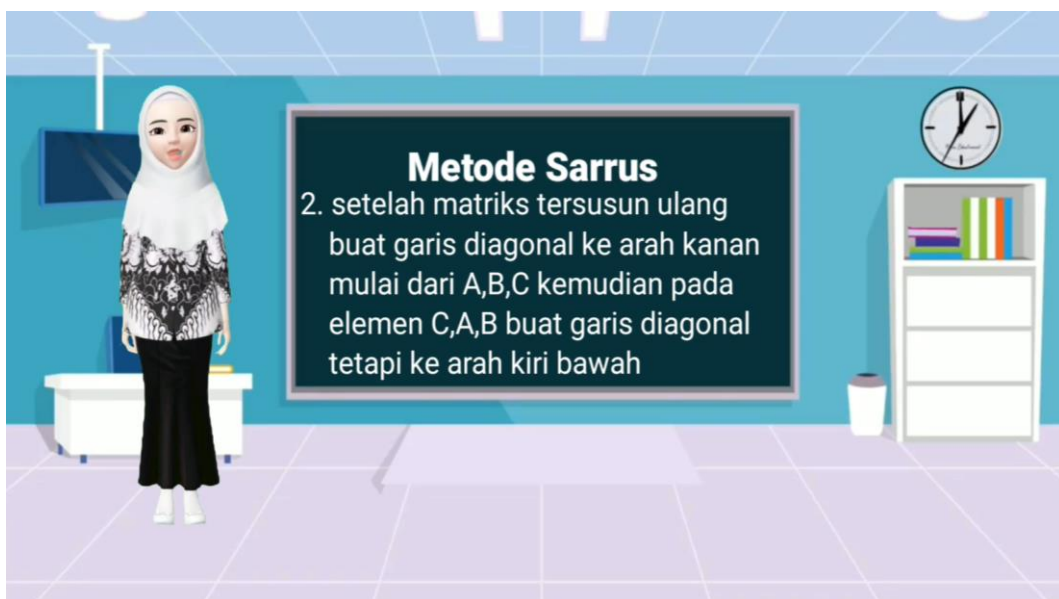 Metode Sarrus
2. setelah matriks tersusun ulang
buat garis diagonal ke arah kanan
mulai dari A,B,C kemudian pada
elemen C,A,B buat garis diagonal
tetapi ke arah kiri bawah